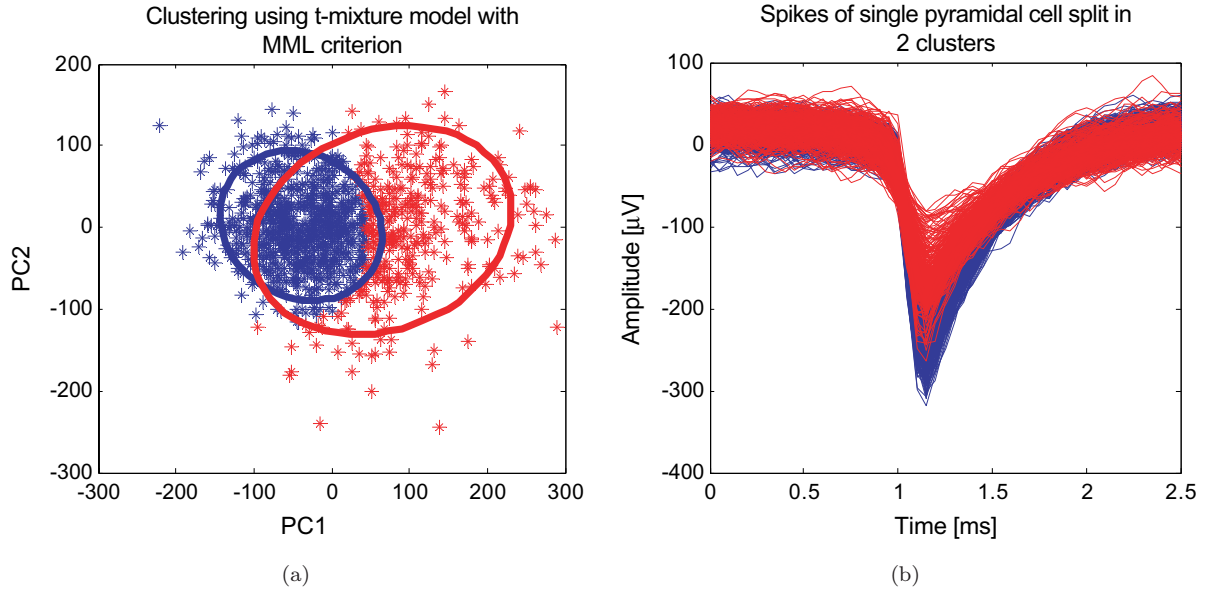 Clustering using t-mixture model with
MML criterion
200
100
0
-100
-200
-300
-300
-200
-100
0
100
200
300
PC2
PC1
(a)
Spikes of single pyramidal cell split in
2 clusters
100
0
-100
-200
-300
-400
0
0.5
1
1.5
2
2.5
Amplitude [µV]
Time [ms]
(b)